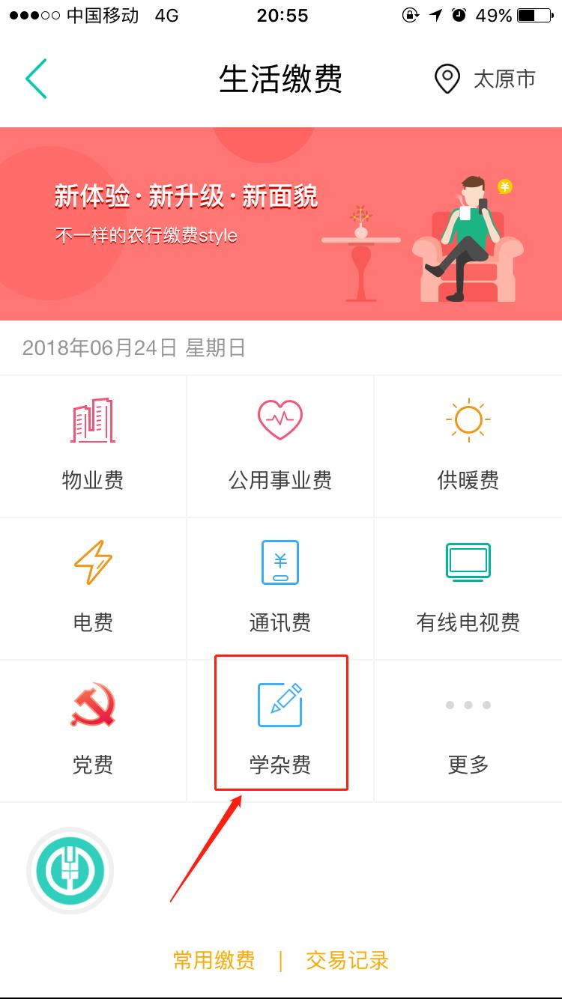 中国移动 4G 20:55 49%
生活缴费 太原市
新体验·新升级·新面貌
不一样的农行缴费style
2018年06月24日 星期日
物业费 公用事业费 供暖费
电费 通讯费 有线电视费
党费 学杂费 更多
常用缴费 | 交易记录